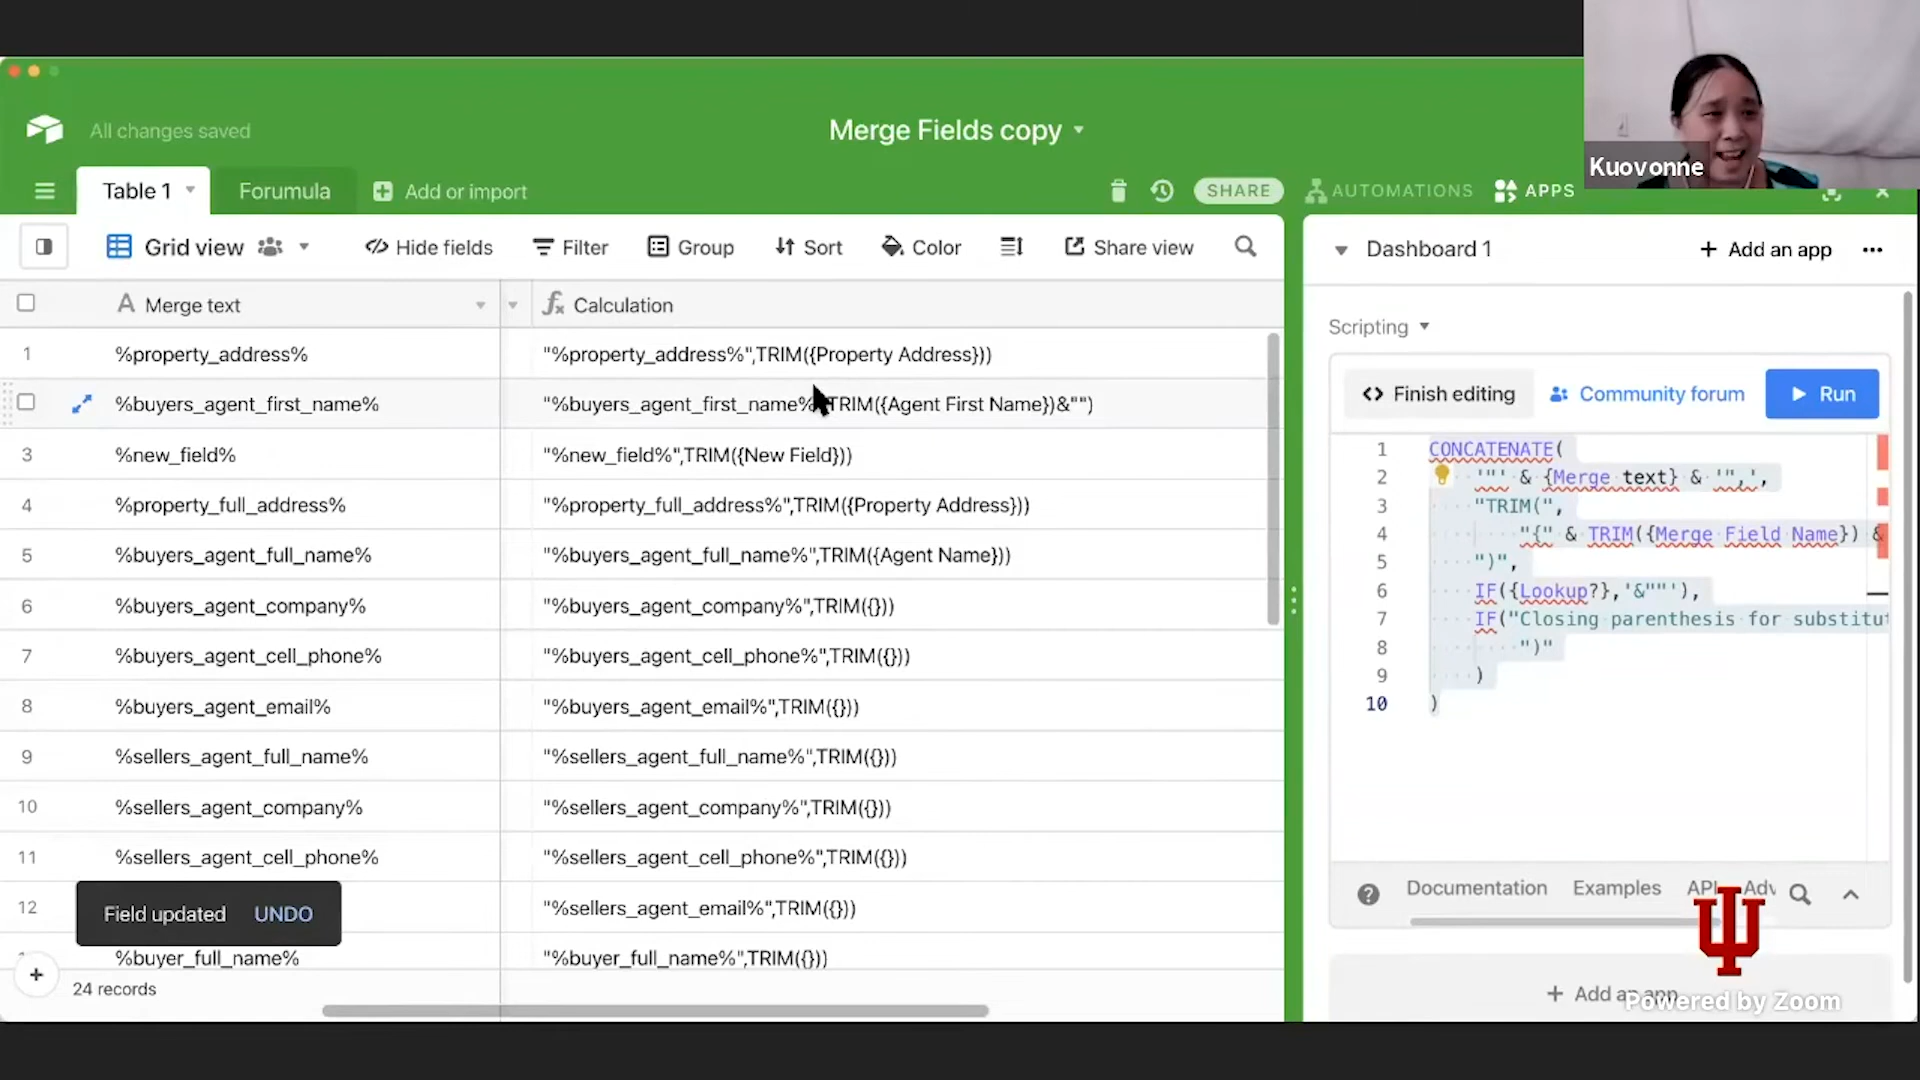 All changes saved
Merge Fields copy
Kuovonne
Table 1
Forumula
Add or import
SHARE
AUTOMATIONS
APPS
Grid view
Hide fields
Filter
Group
Sort
Color
Share view
Dashboard 1
Add an app
Merge text
Calculation
1 %property_address% "%property_address%",TRIM({Property Address}))
%buyers_agent_first_name% "%buyers_agent_first_name% TRIM({Agent First Name})&"")
3 %new_field% "%new_field%",TRIM({New Field}))
4 %property_full_address% "%property_full_address%",TRIM({Property Address}))
5 %buyers_agent_full_name% "%buyers_agent_full_name%",TRIM({Agent Name}))
6 %buyers_agent_company% "%buyers_agent_company%",TRIM({}))
7 %buyers_agent_cell_phone% "%buyers_agent_cell_phone%",TRIM({}))
8 %buyers_agent_email% "%buyers_agent_email%",TRIM({}))
9 %sellers_agent_full_name% "%sellers_agent_full_name%",TRIM({}))
10 %sellers_agent_company% "%sellers_agent_company%",TRIM({}))
11 %sellers_agent_cell_phone% "%sellers_agent_cell_phone%",TRIM({}))
12 "%sellers_agent_email%",TRIM({}))
%buyer_full_name% "%buyer_full_name%",TRIM({}))
Field updated UNDO
24 records
Scripting
Finish editing
Community forum
Run
1 CONCATENATE(
2 '"' & {Merge text} & '",',
3 "TRIM(",
4 "{" & TRIM({Merge Field Name}) &
5 ")",
6 IF({Lookup?},'&""'),
7 IF("Closing parenthesis for substitut
8 ")"
9 )
10 )
Documentation
Examples
API
Adv
+ Add an app
Powered by Zoom